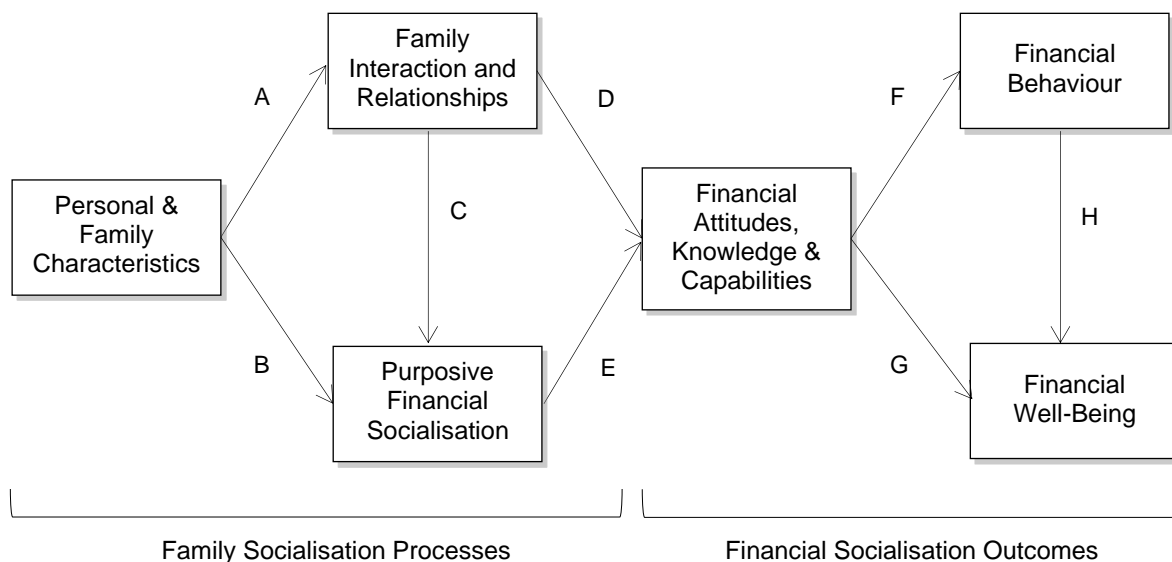 Family
Interaction and
Relationships
Financial
Behaviour
A
D
F
Personal &
Family
Characteristics
C
Financial
Attitudes,
Knowledge &
Capabilities
H
B
Purposive
Financial
Socialisation
E
G
Financial
Well-Being
Family Socialisation Processes
Financial Socialisation Outcomes